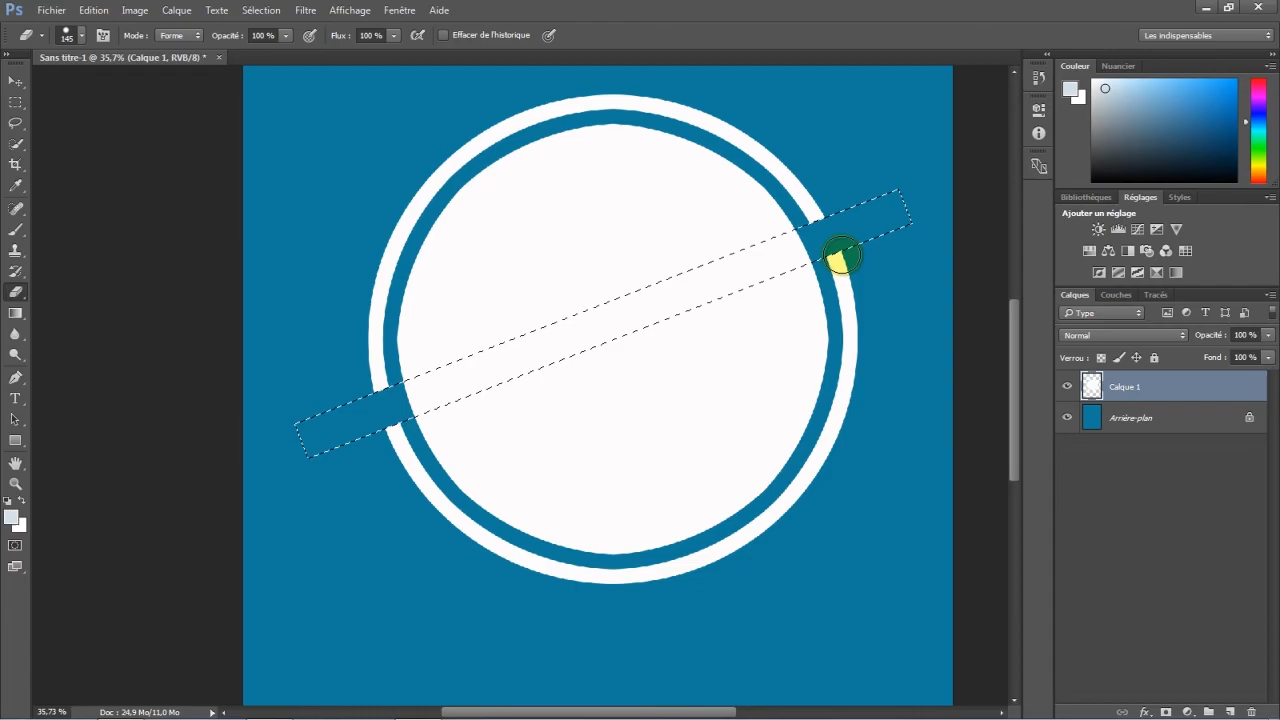 Ps Fichier Edition Image Calque Texte Sélection Filtre Affichage Fenêtre Aide
145 Mode : Forme Opacité : 100 % Flux : 100 % Effacer de l'historique Les indispensables
Sans titre-1 @ 35,7% (Calque 1, RVB/8) * ×
Couleur Nuancier
Bibliothèques Réglages Styles
Ajouter un réglage
Calques Couches Tracés
Type
Normal Opacité : 100 %
Verrou : Fond : 100 %
Calque 1
Arrière-plan
35,73 % Doc : 24,9 Mo/11,0 Mo
fx